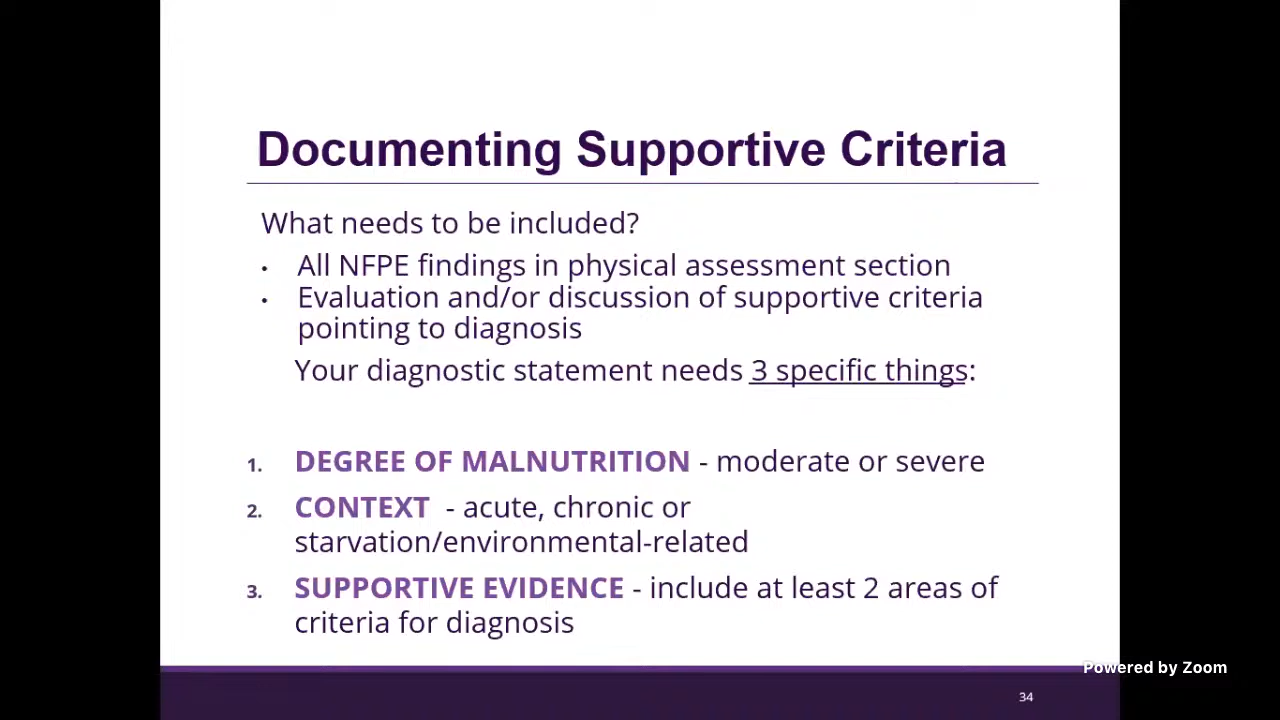 Documenting Supportive Criteria
What needs to be included?
• All NFPE findings in physical assessment section
• Evaluation and/or discussion of supportive criteria
pointing to diagnosis
Your diagnostic statement needs 3 specific things:
1. DEGREE OF MALNUTRITION - moderate or severe
2. CONTEXT - acute, chronic or
starvation/environmental-related
3. SUPPORTIVE EVIDENCE - include at least 2 areas of
criteria for diagnosis
Powered by Zoom
34